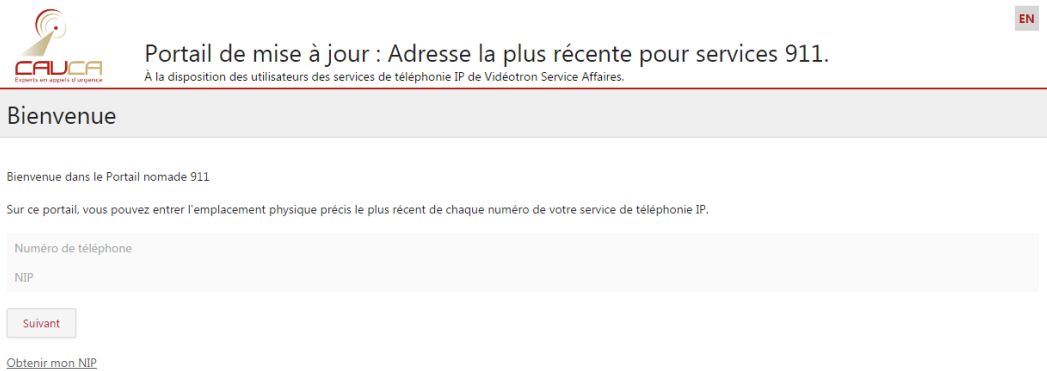 EN
CAUCA
Experts en appels d'urgence
Portail de mise à jour : Adresse la plus récente pour services 911.
À la disposition des utilisateurs des services de téléphonie IP de Vidéotron Service Affaires.
Bienvenue
Bienvenue dans le Portail nomade 911
Sur ce portail, vous pouvez entrer l'emplacement physique précis le plus récent de chaque numéro de votre service de téléphonie IP.
Numéro de téléphone
NIP
Suivant
Obtenir mon NIP